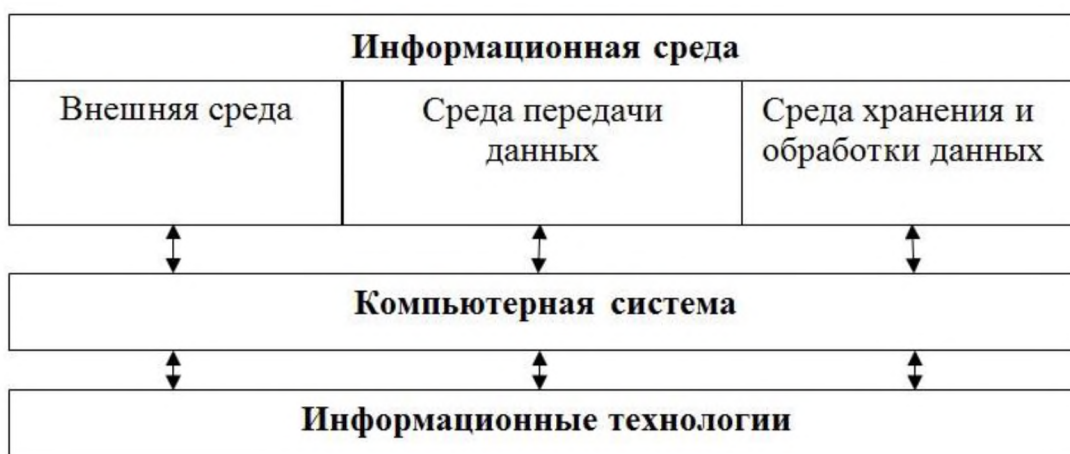 Информационная среда
Внешняя среда
Среда передачи
данных
Среда хранения и
обработки данных
Компьютерная система
Информационные технологии